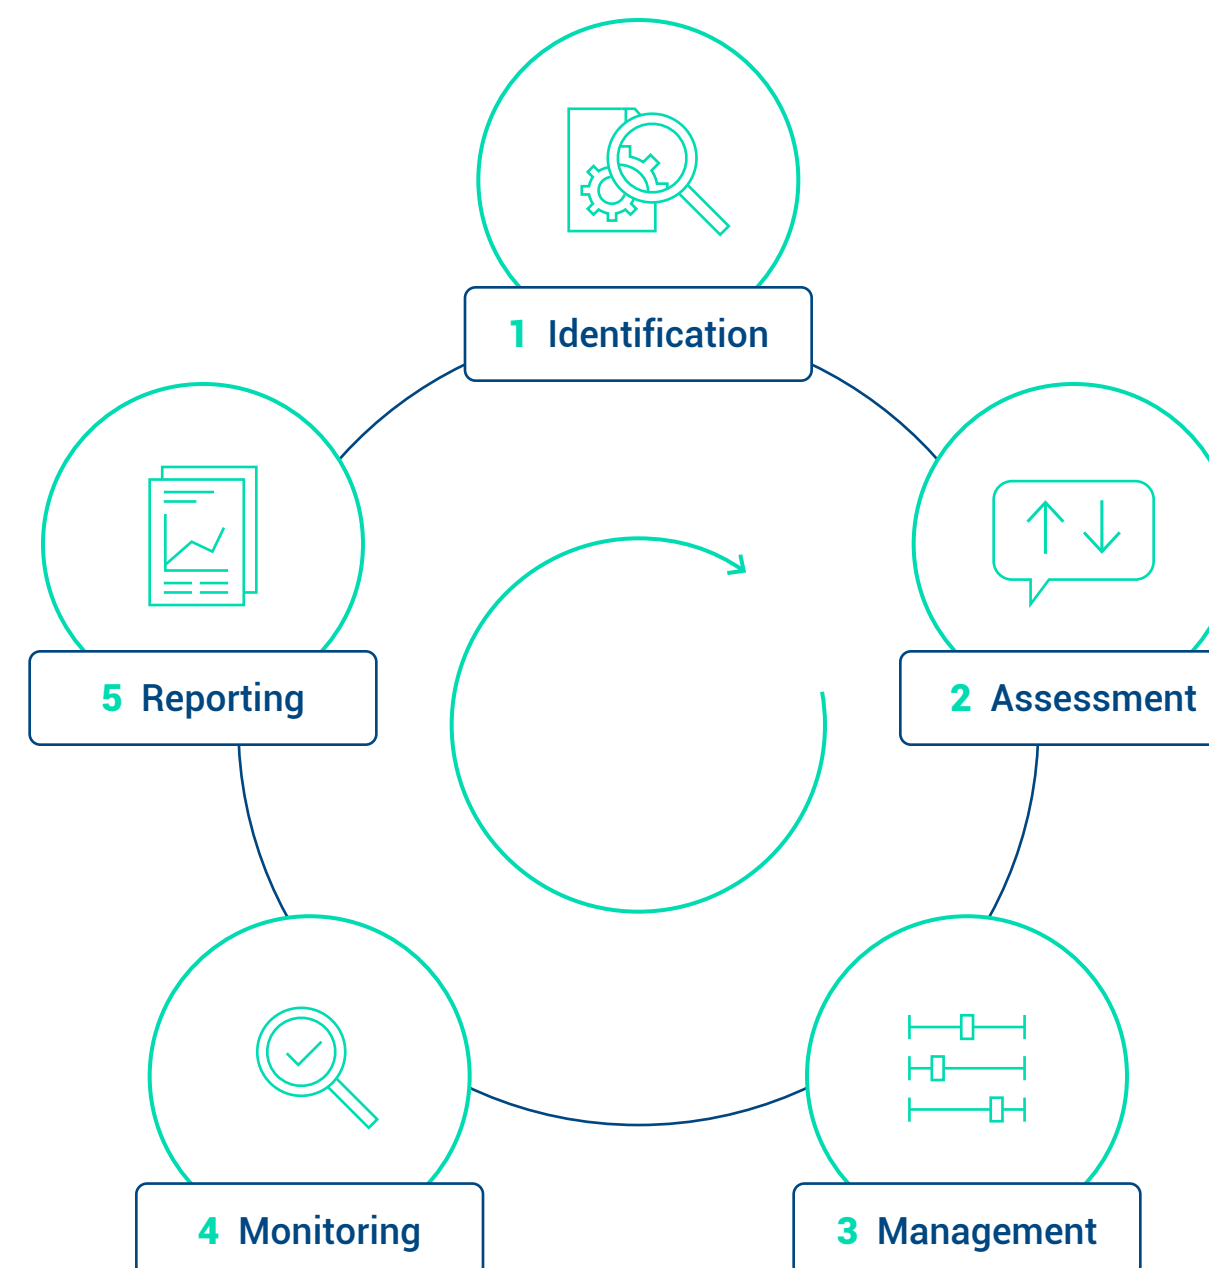 1 Identification
2 Assessment
3 Management
4 Monitoring
5 Reporting